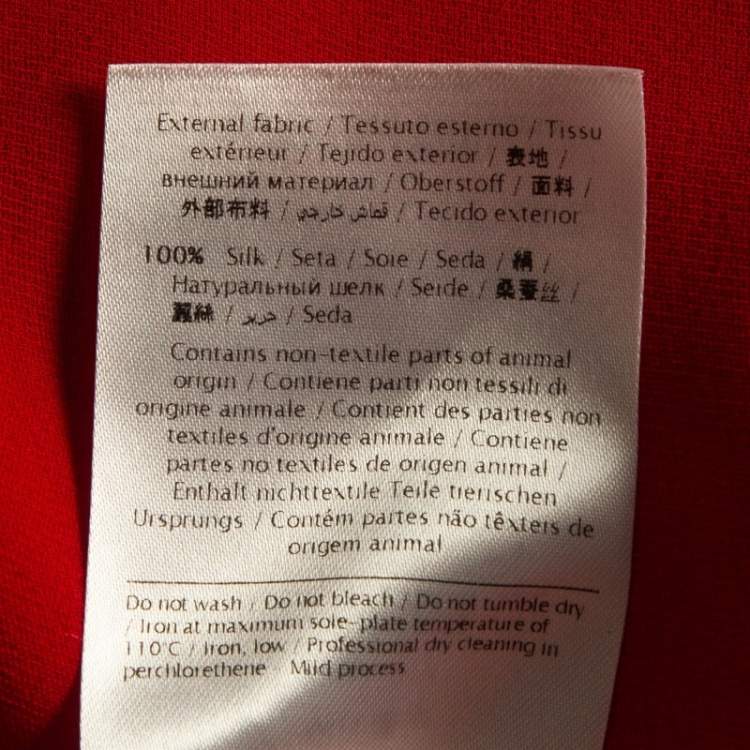 External fabric / Tessuto esterno / Tissu
extérieur / Tejido exterior / 表地 /
внешний материал / Oberstoff / 面料 /
外部布料 / قماش خارجي / Tecido exterior
100% Silk / Seta / Soie / Seda / 絹 /
Натуральный шелк / Seide / 桑蚕丝 /
蠶絲 / حرير / Seda
Contains non-textile parts of animal
origin / Contiene parti non tessili di
origine animale / Contient des parties non
textiles d'origine animale / Contiene
partes no textiles de origen animal /
Enthält nichttextile Teile tierischen
Ursprungs / Contém partes não têxteis de
origem animal
Do not wash / Do not bleach / Do not tumble dry
/ Iron at maximum sole-plate temperature of
110°C / Iron, low / Professional dry cleaning in
perchlorethene Mild process